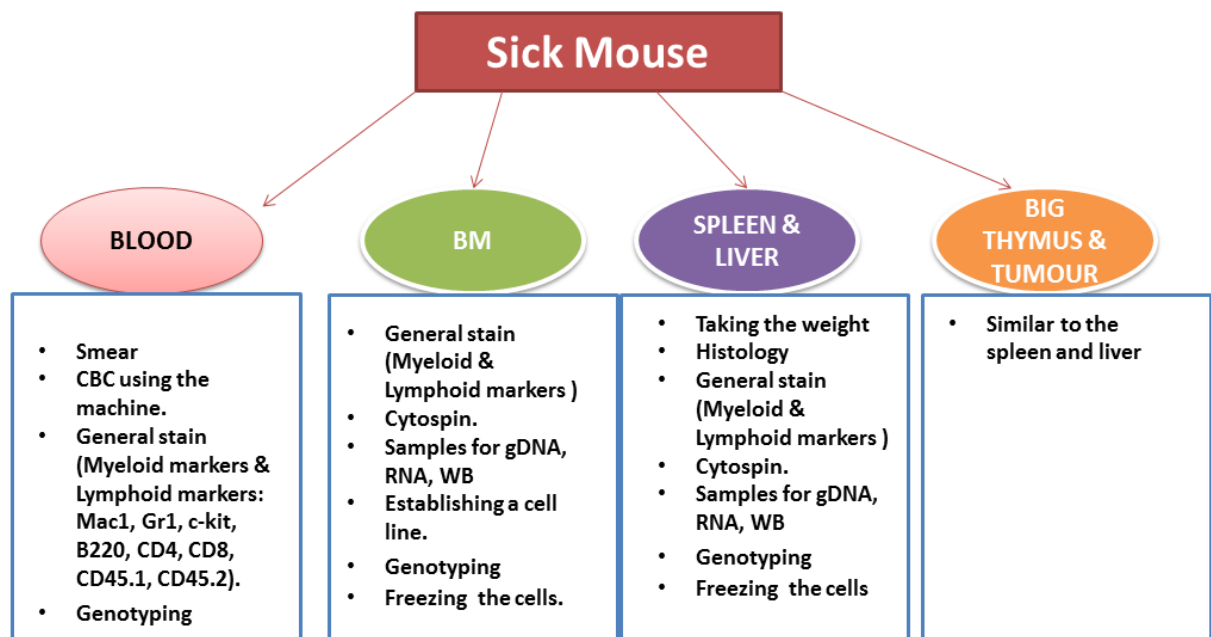 Sick Mouse
BLOOD
• Smear
• CBC using the
machine.
• General stain
(Myeloid markers &
Lymphoid markers:
Mac1, Gr1, c-kit,
B220, CD4, CD8,
CD45.1, CD45.2).
• Genotyping
BM
• General stain
(Myeloid &
Lymphoid markers )
• Cytospin.
• Samples for gDNA,
RNA, WB
• Establishing a cell
line.
• Genotyping
• Freezing the cells.
SPLEEN &
LIVER
• Taking the weight
• Histology
• General stain
(Myeloid &
Lymphoid markers )
• Cytospin.
• Samples for gDNA,
RNA, WB
• Genotyping
• Freezing the cells
BIG
THYMUS &
TUMOUR
• Similar to the
spleen and liver